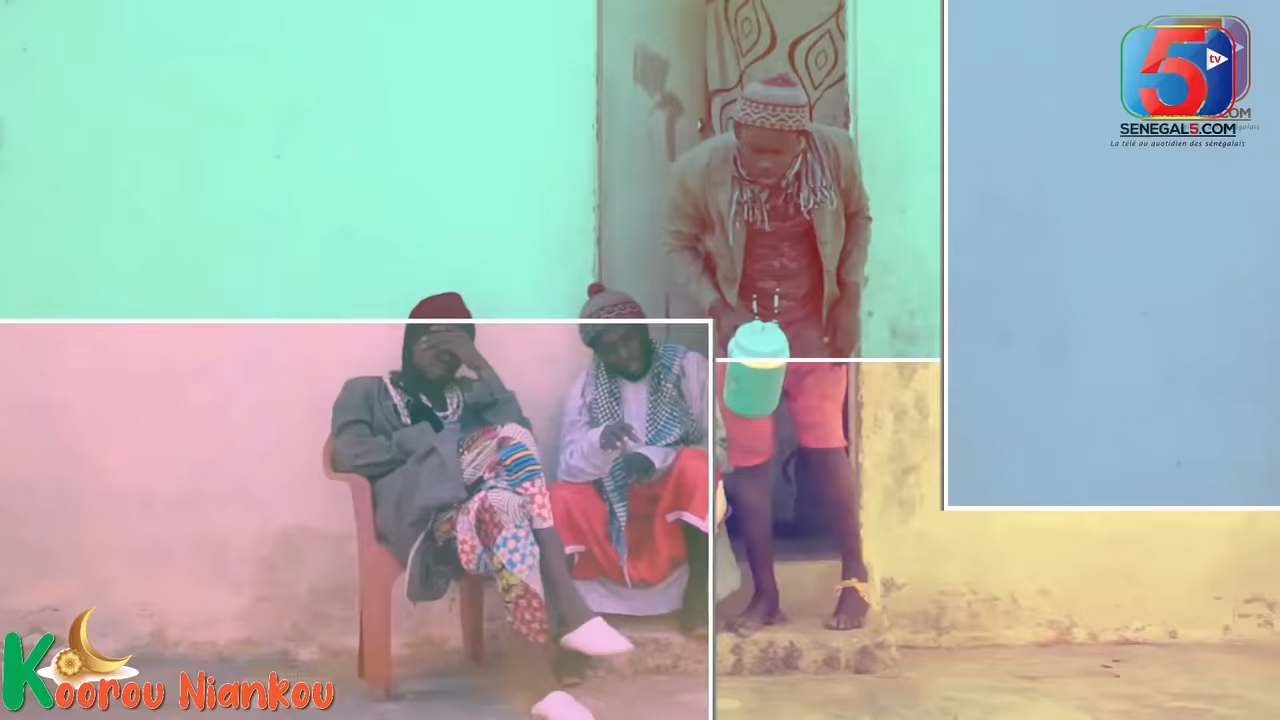 5
tv
SENEGAL5.COM
La télé au quotidien des sénégalais
Koorou Niankou